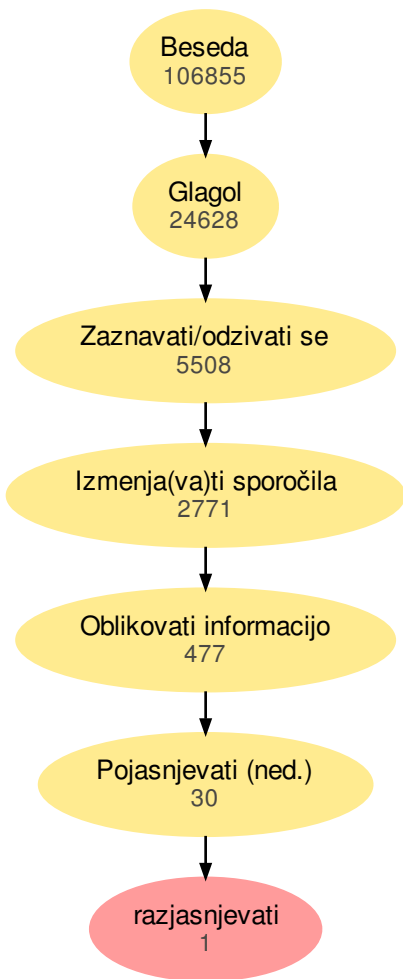 Beseda
106855
Glagol
24628
Zaznavati/odzivati se
5508
Izmenja(va)ti sporočila
2771
Oblikovati informacijo
477
Pojasnjevati (ned.)
30
razjasnjevati
1